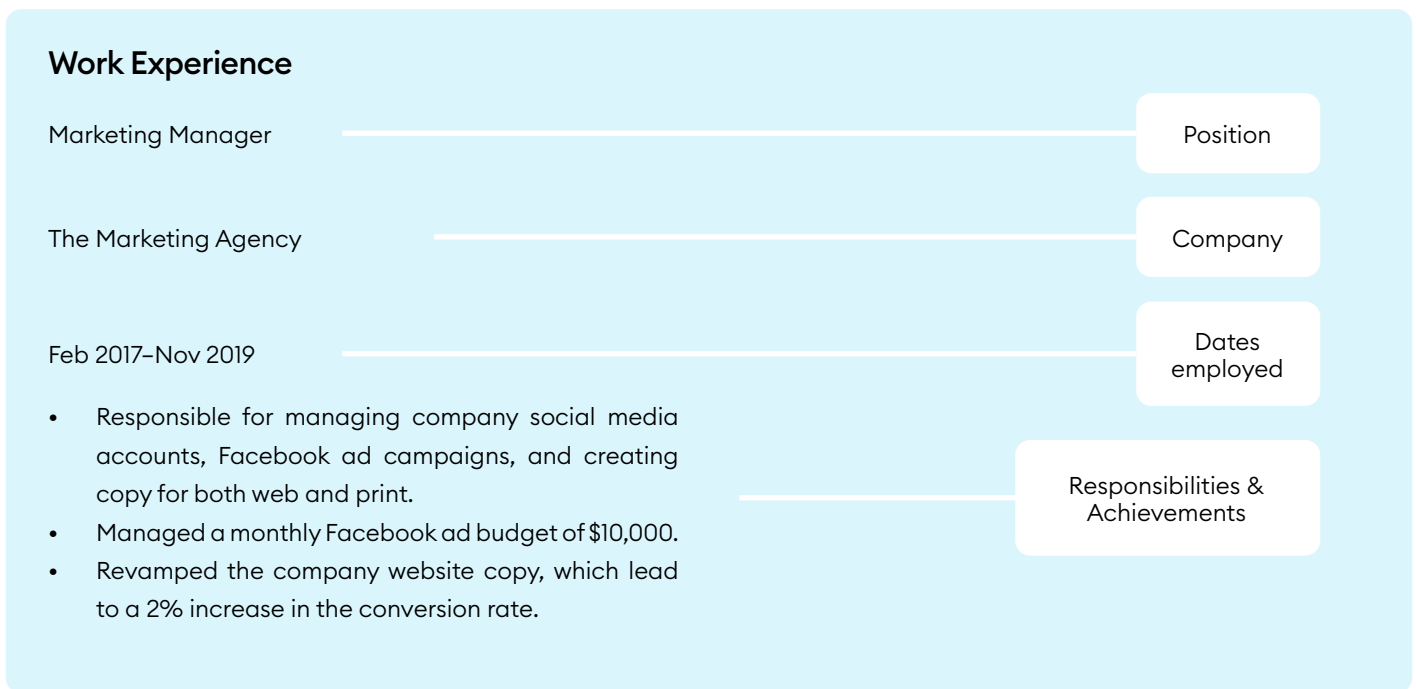 Work Experience
Marketing Manager
Position
The Marketing Agency
Company
Dates
employed
Feb 2017–Nov 2019
• Responsible for managing company social media
accounts, Facebook ad campaigns, and creating
copy for both web and print.
• Managed a monthly Facebook ad budget of $10,000.
• Revamped the company website copy, which lead
to a 2% increase in the conversion rate.
Responsibilities &
Achievements